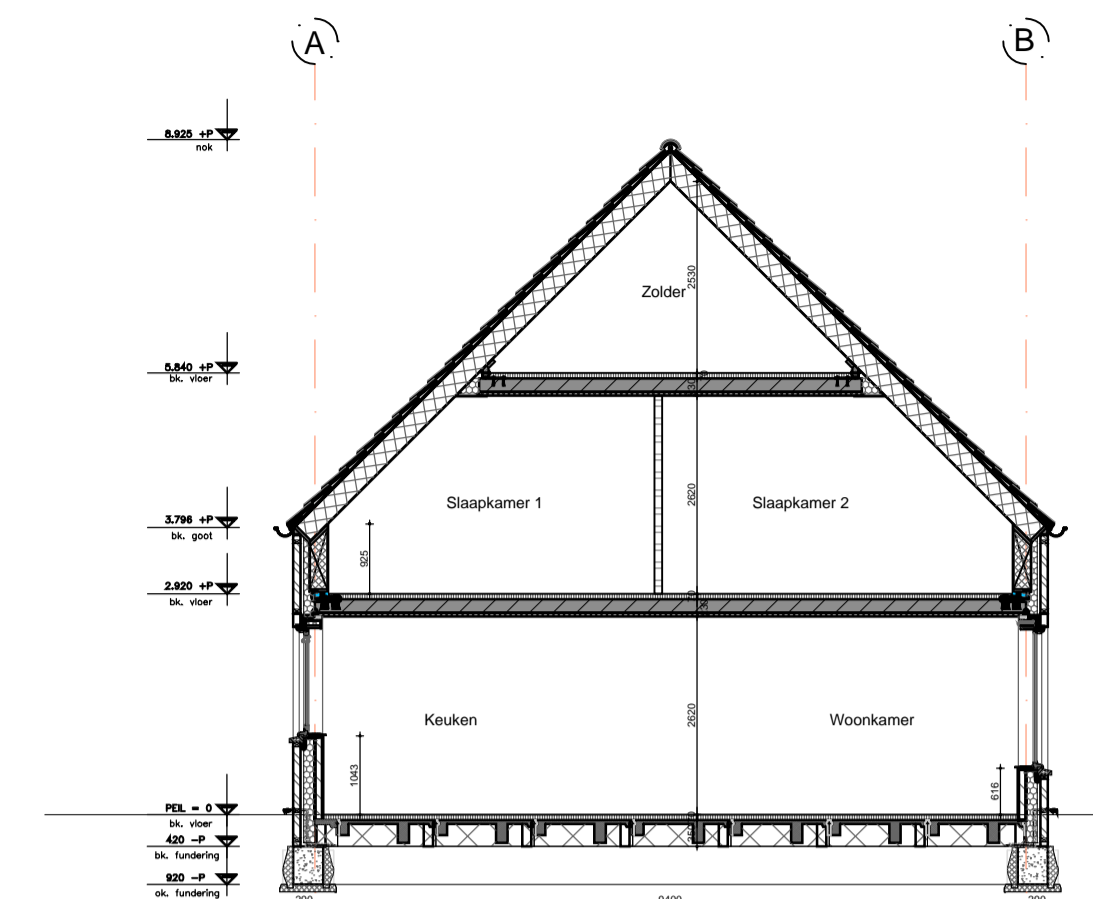 A
B
8.925 +P
nok
2530
Zolder
5.840 +P
bk. vloer
Slaapkamer 1
2620
Slaapkamer 2
3.796 +P
bk. goot
925
2.920 +P
bk. vloer
Keuken
2620
Woonkamer
1043
616
PEIL = 0
bk. vloer
420 -P
bk. fundering
920 -P
ok. fundering